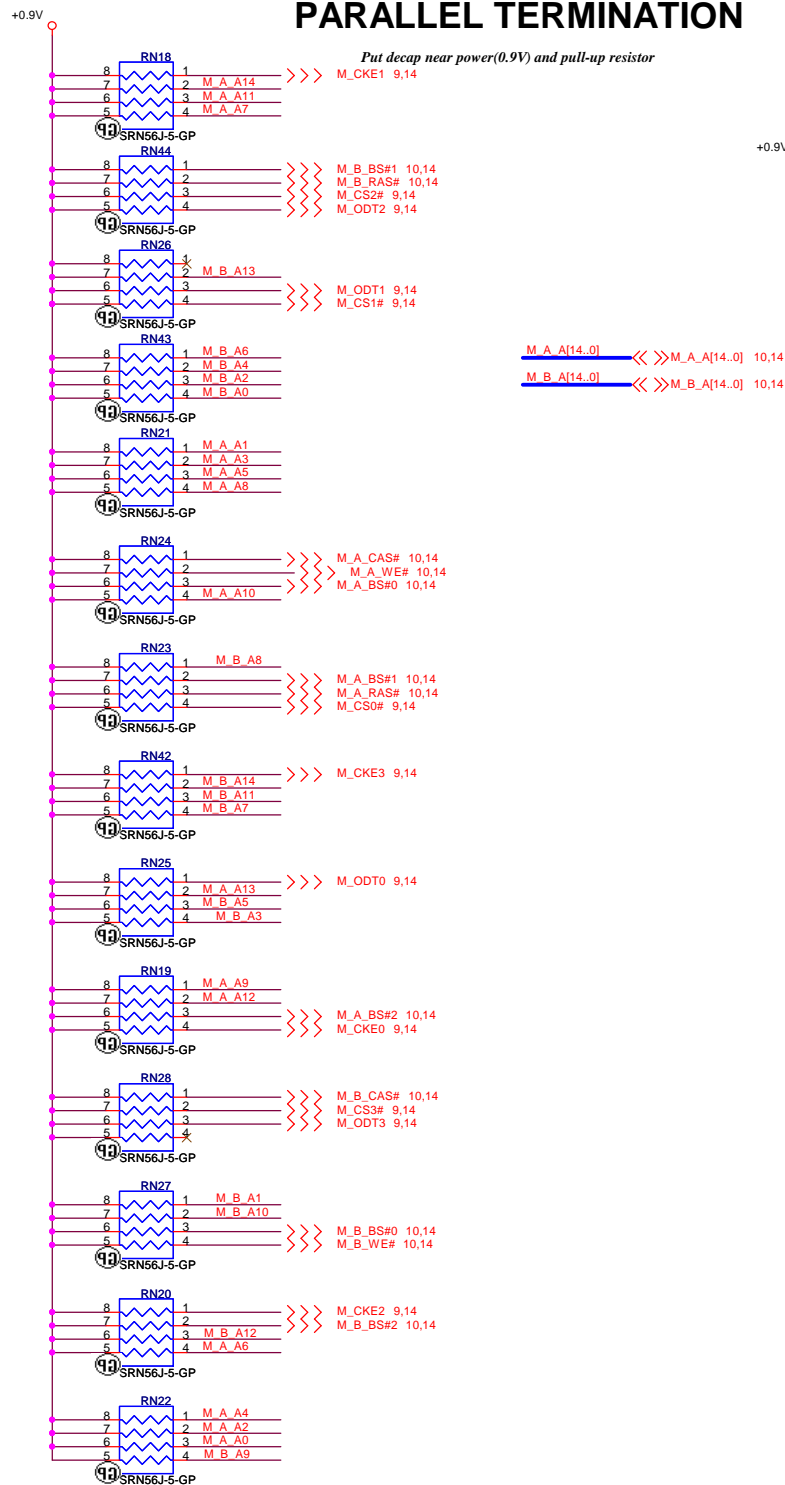 PARALLEL TERMINATION
+0.9V
Put decap near power(0.9V) and pull-up resistor
+0.9V
RN18
8 1 M_CKE1 9,14
7 2 M_A_A14
6 3 M_A_A11
5 4 M_A_A7
GP SRN56J-5-GP
RN44
8 1 M_B_BS#1 10,14
7 2 M_B_RAS# 10,14
6 3 M_CS2# 9,14
5 4 M_ODT2 9,14
GP SRN56J-5-GP
RN26
8 1
7 2 M_B_A13
6 3 M_ODT1 9,14
5 4 M_CS1# 9,14
GP SRN56J-5-GP
RN43
8 1 M_B_A6
7 2 M_B_A4
6 3 M_B_A2
5 4 M_B_A0
GP SRN56J-5-GP
M_A_A[14..0] M_A_A[14..0] 10,14
M_B_A[14..0] M_B_A[14..0] 10,14
RN21
8 1 M_A_A1
7 2 M_A_A3
6 3 M_A_A5
5 4 M_A_A8
GP SRN56J-5-GP
RN24
8 1 M_A_CAS# 10,14
7 2 M_A_WE# 10,14
6 3 M_A_BS#0 10,14
5 4 M_A_A10
GP SRN56J-5-GP
RN23
8 1 M_B_A8
7 2 M_A_BS#1 10,14
6 3 M_A_RAS# 10,14
5 4 M_CS0# 9,14
GP SRN56J-5-GP
RN42
8 1 M_CKE3 9,14
7 2 M_B_A14
6 3 M_B_A11
5 4 M_B_A7
GP SRN56J-5-GP
RN25
8 1 M_ODT0 9,14
7 2 M_A_A13
6 3 M_B_A5
5 4 M_B_A3
GP SRN56J-5-GP
RN19
8 1 M_A_A9
7 2 M_A_A12
6 3 M_A_BS#2 10,14
5 4 M_CKE0 9,14
GP SRN56J-5-GP
RN28
8 1 M_B_CAS# 10,14
7 2 M_CS3# 9,14
6 3 M_ODT3 9,14
5 4
GP SRN56J-5-GP
RN27
8 1 M_B_A1
7 2 M_B_A10
6 3 M_B_BS#0 10,14
5 4 M_B_WE# 10,14
GP SRN56J-5-GP
RN20
8 1 M_CKE2 9,14
7 2 M_B_BS#2 10,14
6 3 M_B_A12
5 4 M_A_A6
GP SRN56J-5-GP
RN22
8 1 M_A_A4
7 2 M_A_A2
6 3 M_A_A0
5 4 M_B_A9
GP SRN56J-5-GP